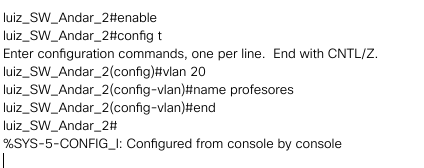 luiz_SW_Andar_2#enable
luiz_SW_Andar_2#config t
Enter configuration commands, one per line.  End with CNTL/Z.
luiz_SW_Andar_2(config)#vlan 20
luiz_SW_Andar_2(config-vlan)#name profesores
luiz_SW_Andar_2(config-vlan)#end
luiz_SW_Andar_2#
%SYS-5-CONFIG_I: Configured from console by console